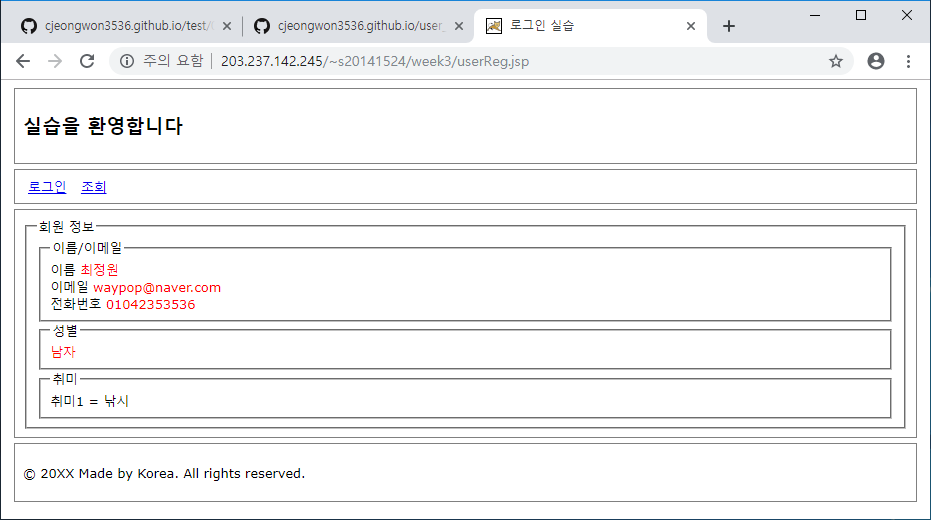 cjeongwon3536.github.io/test/
cjeongwon3536.github.io/user_
로그인 실습
주의 요함 | 203.237.142.245/~s20141524/week3/userReg.jsp
실습을 환영합니다
로그인 조회
회원 정보
이름/이메일
이름 최정원
이메일 waypop@naver.com
전화번호 01042353536
성별
남자
취미
취미1 = 낚시
© 20XX Made by Korea. All rights reserved.